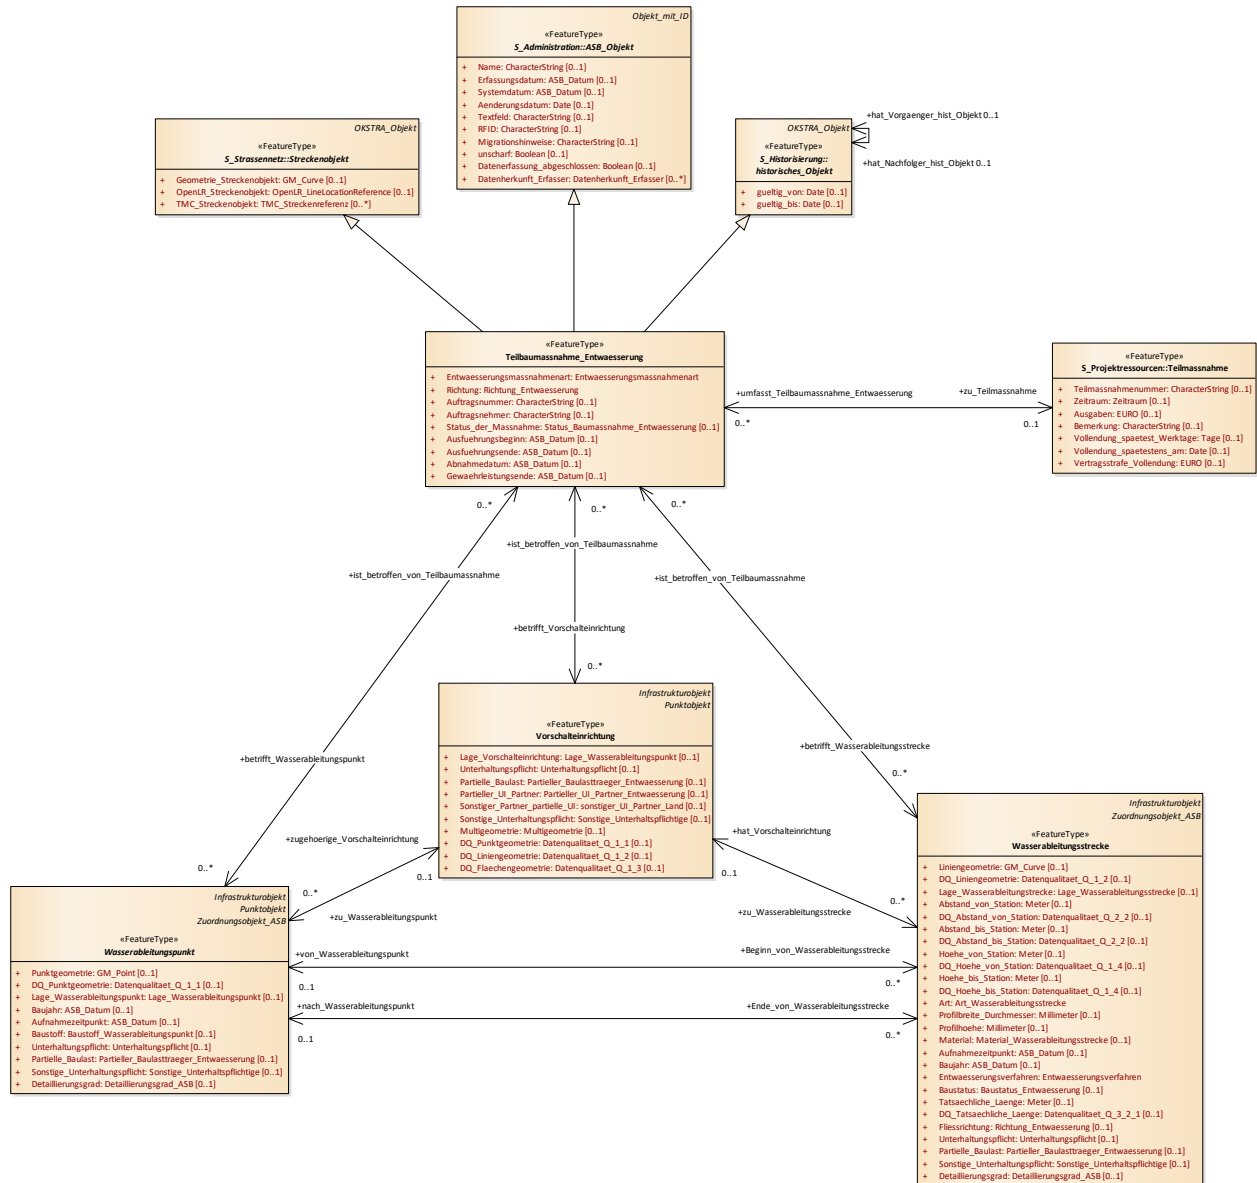 Objekt_mit_ID
«FeatureType»
S_Administration::ASB_Objekt
+ Name: CharacterString [0..1]
+ Erfassungsdatum: ASB_Datum [0..1]
+ Systemdatum: ASB_Datum [0..1]
+ Aenderungsdatum: Date [0..1]
+ Textfeld: CharacterString [0..1]
+ RFID: CharacterString [0..1]
+ Migrationshinweise: CharacterString [0..1]
+ unscharf: Boolean [0..1]
+ Datenerfassung_abgeschlossen: Boolean [0..1]
+ Datenherkunft_Erfasser: Datenherkunft_Erfasser [0..*]
OKSTRA_Objekt
«FeatureType»
S_Strassennetz::Streckenobjekt
+ Geometrie_Streckenobjekt: GM_Curve [0..1]
+ OpenLR_Streckenobjekt: OpenLR_LineLocationReference [0..1]
+ TMC_Streckenobjekt: TMC_Streckenreferenz [0..*]
OKSTRA_Objekt
«FeatureType»
S_Historisierung::
historisches_Objekt
+ gueltig_von: Date [0..1]
+ gueltig_bis: Date [0..1]
+hat_Vorgaenger_hist_Objekt 0..1
+hat_Nachfolger_hist_Objekt 0..1
«FeatureType»
Teilbaumassnahme_Entwaesserung
+ Entwaesserungsmassnahmenart: Entwaesserungsmassnahmenart
+ Richtung: Richtung_Entwaesserung
+ Auftragsnummer: CharacterString [0..1]
+ Auftragsnehmer: CharacterString [0..1]
+ Status_der_Massnahme: Status_Baumassnahme_Entwaesserung [0..1]
+ Ausfuehrungsbeginn: ASB_Datum [0..1]
+ Ausfuehrungsende: ASB_Datum [0..1]
+ Abnahmedatum: ASB_Datum [0..1]
+ Gewaehrleistungsende: ASB_Datum [0..1]
+umfasst_Teilbaumassnahme_Entwaesserung
0..*
+zu_Teilmassnahme
0..1
«FeatureType»
S_Projektressourcen::Teilmassnahme
+ Teilmassnahmenummer: CharacterString [0..1]
+ Zeitraum: Zeitraum [0..1]
+ Ausgaben: EURO [0..1]
+ Bemerkung: CharacterString [0..1]
+ Vollendung_spaetest_Werktage: Tage [0..1]
+ Vollendung_spaetestens_am: Date [0..1]
+ Vertragsstrafe_Vollendung: EURO [0..1]
0..*
0..*
0..*
+ist_betroffen_von_Teilbaumassnahme
+ist_betroffen_von_Teilbaumassnahme
+ist_betroffen_von_Teilbaumassnahme
+betrifft_Vorschalteinrichtung
0..*
+betrifft_Wasserableitungspunkt
0..*
+betrifft_Wasserableitungsstrecke
0..*
Infrastrukturobjekt
Punktobjekt
«FeatureType»
Vorschalteinrichtung
+ Lage_Vorschalteinrichtung: Lage_Wasserableitungspunkt [0..1]
+ Unterhaltungspflicht: Unterhaltungspflicht [0..1]
+ Partielle_Baulast: Partieller_Baulasttraeger_Entwaesserung [0..1]
+ Partieller_UI_Partner: Partieller_UI_Partner_Entwaesserung [0..1]
+ Sonstiger_Partner_partielle_UI: sonstiger_UI_Partner_Land [0..1]
+ Sonstige_Unterhaltungspflicht: Sonstige_Unterhaltspflichtige [0..1]
+ Multigeometrie: Multigeometrie [0..1]
+ DQ_Punktgeometrie: Datenqualitaet_Q_1_1 [0..1]
+ DQ_Liniengeometrie: Datenqualitaet_Q_1_2 [0..1]
+ DQ_Flaechengeometrie: Datenqualitaet_Q_1_3 [0..1]
+zugehoerige_Vorschalteinrichtung
0..1
0..*
+zu_Wasserableitungspunkt
+hat_Vorschalteinrichtung
0..1
0..*
+zu_Wasserableitungsstrecke
Infrastrukturobjekt
Punktobjekt
Zuordnungsobjekt_ASB
«FeatureType»
Wasserableitungspunkt
+ Punktgeometrie: GM_Point [0..1]
+ DQ_Punktgeometrie: Datenqualitaet_Q_1_1 [0..1]
+ Lage_Wasserableitungspunkt: Lage_Wasserableitungspunkt [0..1]
+ Baujahr: ASB_Datum [0..1]
+ Aufnahmezeitpunkt: ASB_Datum [0..1]
+ Baustoff: Baustoff_Wasserableitungspunkt [0..1]
+ Unterhaltungspflicht: Unterhaltungspflicht [0..1]
+ Partielle_Baulast: Partieller_Baulasttraeger_Entwaesserung [0..1]
+ Sonstige_Unterhaltungspflicht: Sonstige_Unterhaltspflichtige [0..1]
+ Detaillierungsgrad: Detaillierungsgrad_ASB [0..1]
+von_Wasserableitungspunkt
0..1
+Beginn_von_Wasserableitungsstrecke
0..*
+nach_Wasserableitungspunkt
0..1
+Ende_von_Wasserableitungsstrecke
0..*
Infrastrukturobjekt
Zuordnungsobjekt_ASB
«FeatureType»
Wasserableitungsstrecke
+ Liniengeometrie: GM_Curve [0..1]
+ DQ_Liniengeometrie: Datenqualitaet_Q_1_2 [0..1]
+ Lage_Wasserableitungstrecke: Lage_Wasserableitungsstrecke [0..1]
+ Abstand_von_Station: Meter [0..1]
+ DQ_Abstand_von_Station: Datenqualitaet_Q_2_2 [0..1]
+ Abstand_bis_Station: Meter [0..1]
+ DQ_Abstand_bis_Station: Datenqualitaet_Q_2_2 [0..1]
+ Hoehe_von_Station: Meter [0..1]
+ DQ_Hoehe_von_Station: Datenqualitaet_Q_1_4 [0..1]
+ Hoehe_bis_Station: Meter [0..1]
+ DQ_Hoehe_bis_Station: Datenqualitaet_Q_1_4 [0..1]
+ Art: Art_Wasserableitungsstrecke
+ Profilbreite_Durchmesser: Millimeter [0..1]
+ Profilhoehe: Millimeter [0..1]
+ Material: Material_Wasserableitungsstrecke [0..1]
+ Aufnahmezeitpunkt: ASB_Datum [0..1]
+ Baujahr: ASB_Datum [0..1]
+ Entwaesserungsverfahren: Entwaesserungsverfahren
+ Baustatus: Baustatus_Entwaesserung [0..1]
+ Tatsaechliche_Laenge: Meter [0..1]
+ DQ_Tatsaechliche_Laenge: Datenqualitaet_Q_3_2_1 [0..1]
+ Fliessrichtung: Richtung_Entwaesserung [0..1]
+ Unterhaltungspflicht: Unterhaltungspflicht [0..1]
+ Partielle_Baulast: Partieller_Baulasttraeger_Entwaesserung [0..1]
+ Sonstige_Unterhaltungspflicht: Sonstige_Unterhaltspflichtige [0..1]
+ Detaillierungsgrad: Detaillierungsgrad_ASB [0..1]